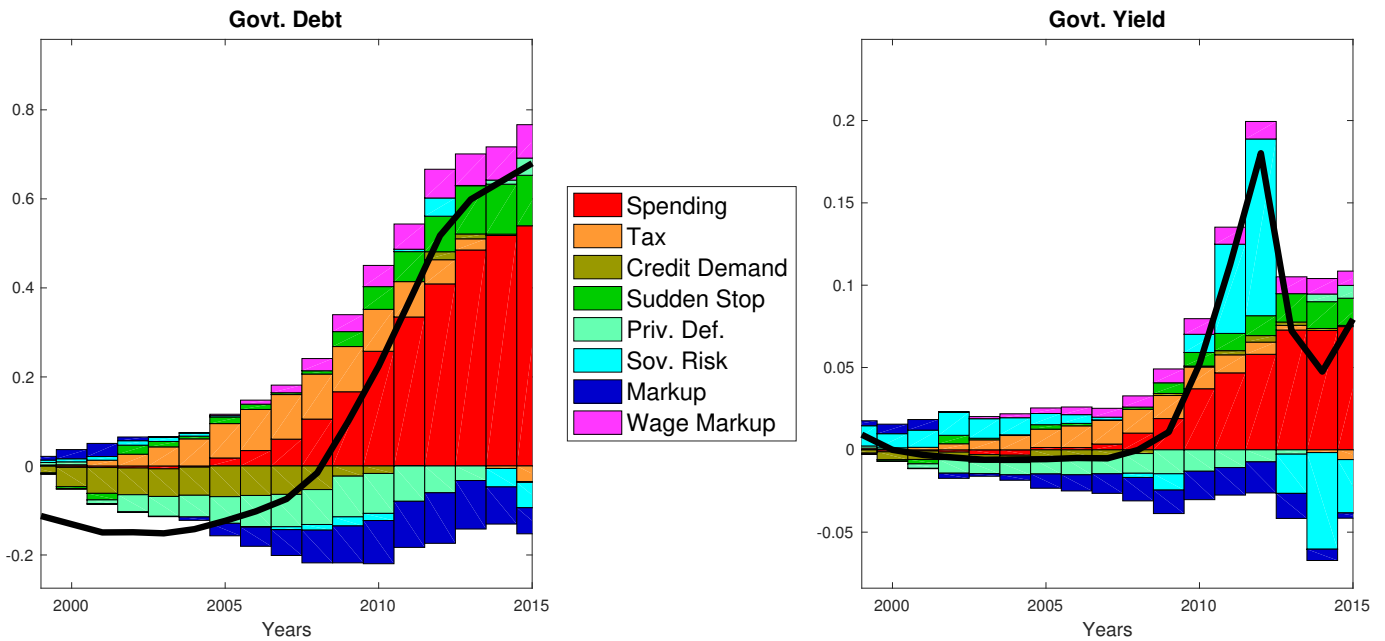 Govt. Debt
0.8
0.6
0.4
0.2
0
-0.2
2000 2005 2010 2015
Years
Spending
Tax
Credit Demand
Sudden Stop
Priv. Def.
Sov. Risk
Markup
Wage Markup
Govt. Yield
0.2
0.15
0.1
0.05
0
-0.05
2000 2005 2010 2015
Years